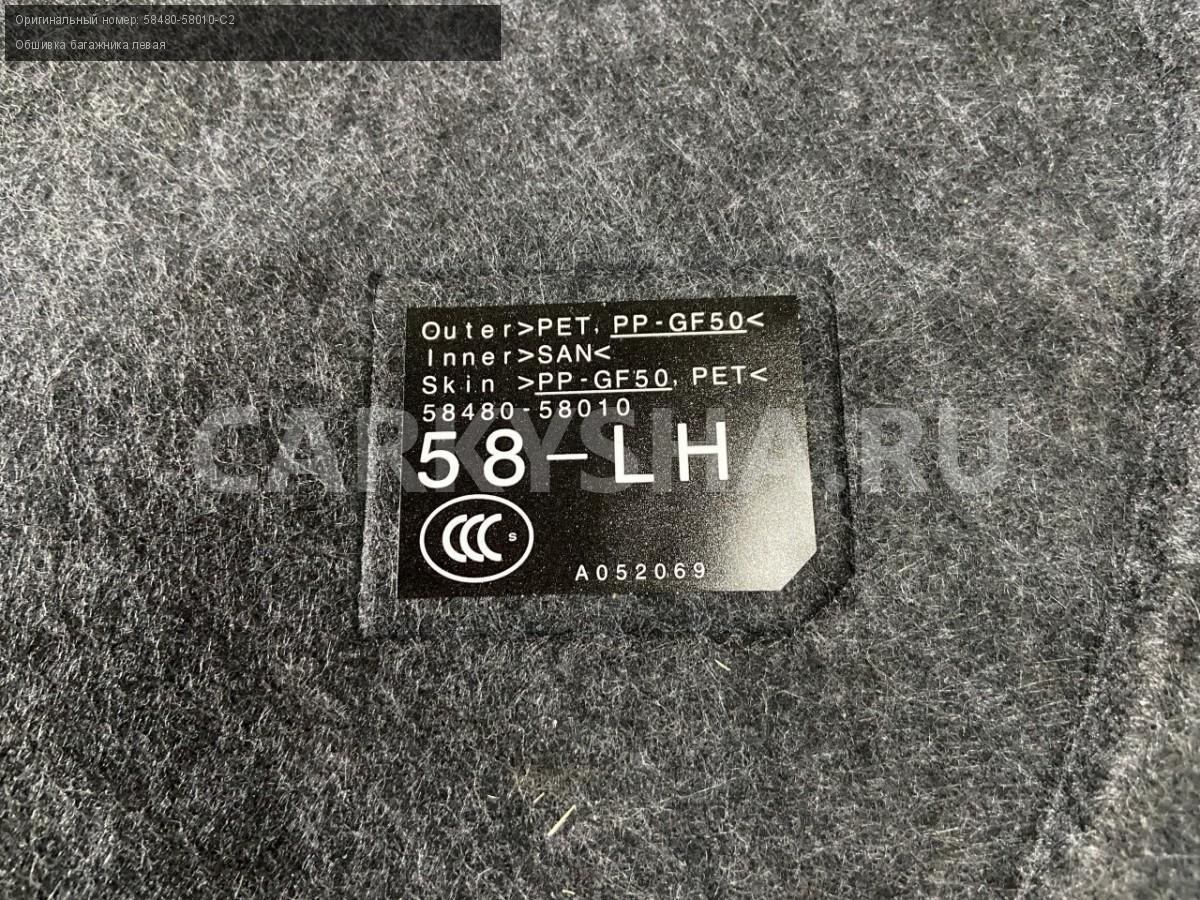 Оригинальный номер: 58480-58010-C2
Обшивка багажника левая
Outer>PET, PP-GF50<
Inner>SAN<
Skin >PP-GF50, PET<
58480-58010
CARKYSHA.RU
58-LH
CCC S
A052069